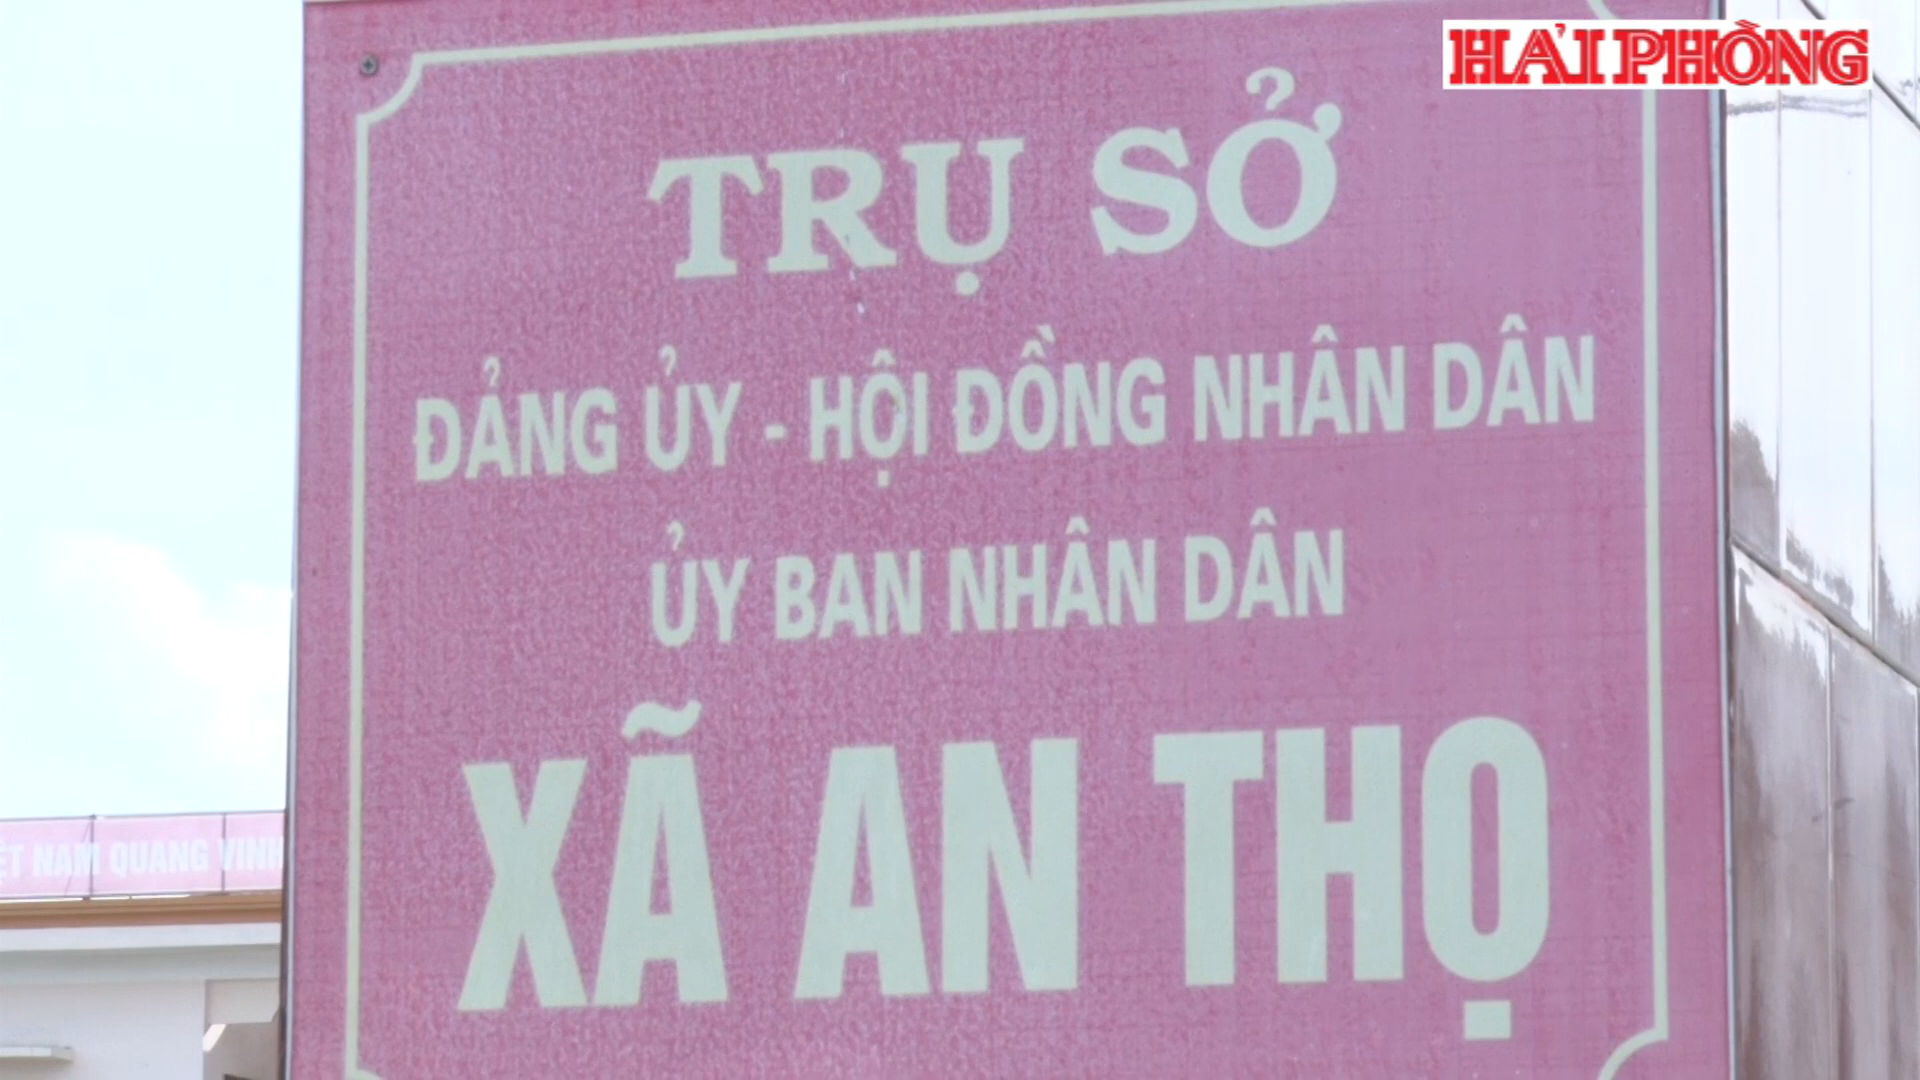 HẢI PHÒNG
TRỤ SỞ
ĐẢNG ỦY - HỘI ĐỒNG NHÂN DÂN
ỦY BAN NHÂN DÂN
XÃ AN THỌ
NAM QUANG VINH